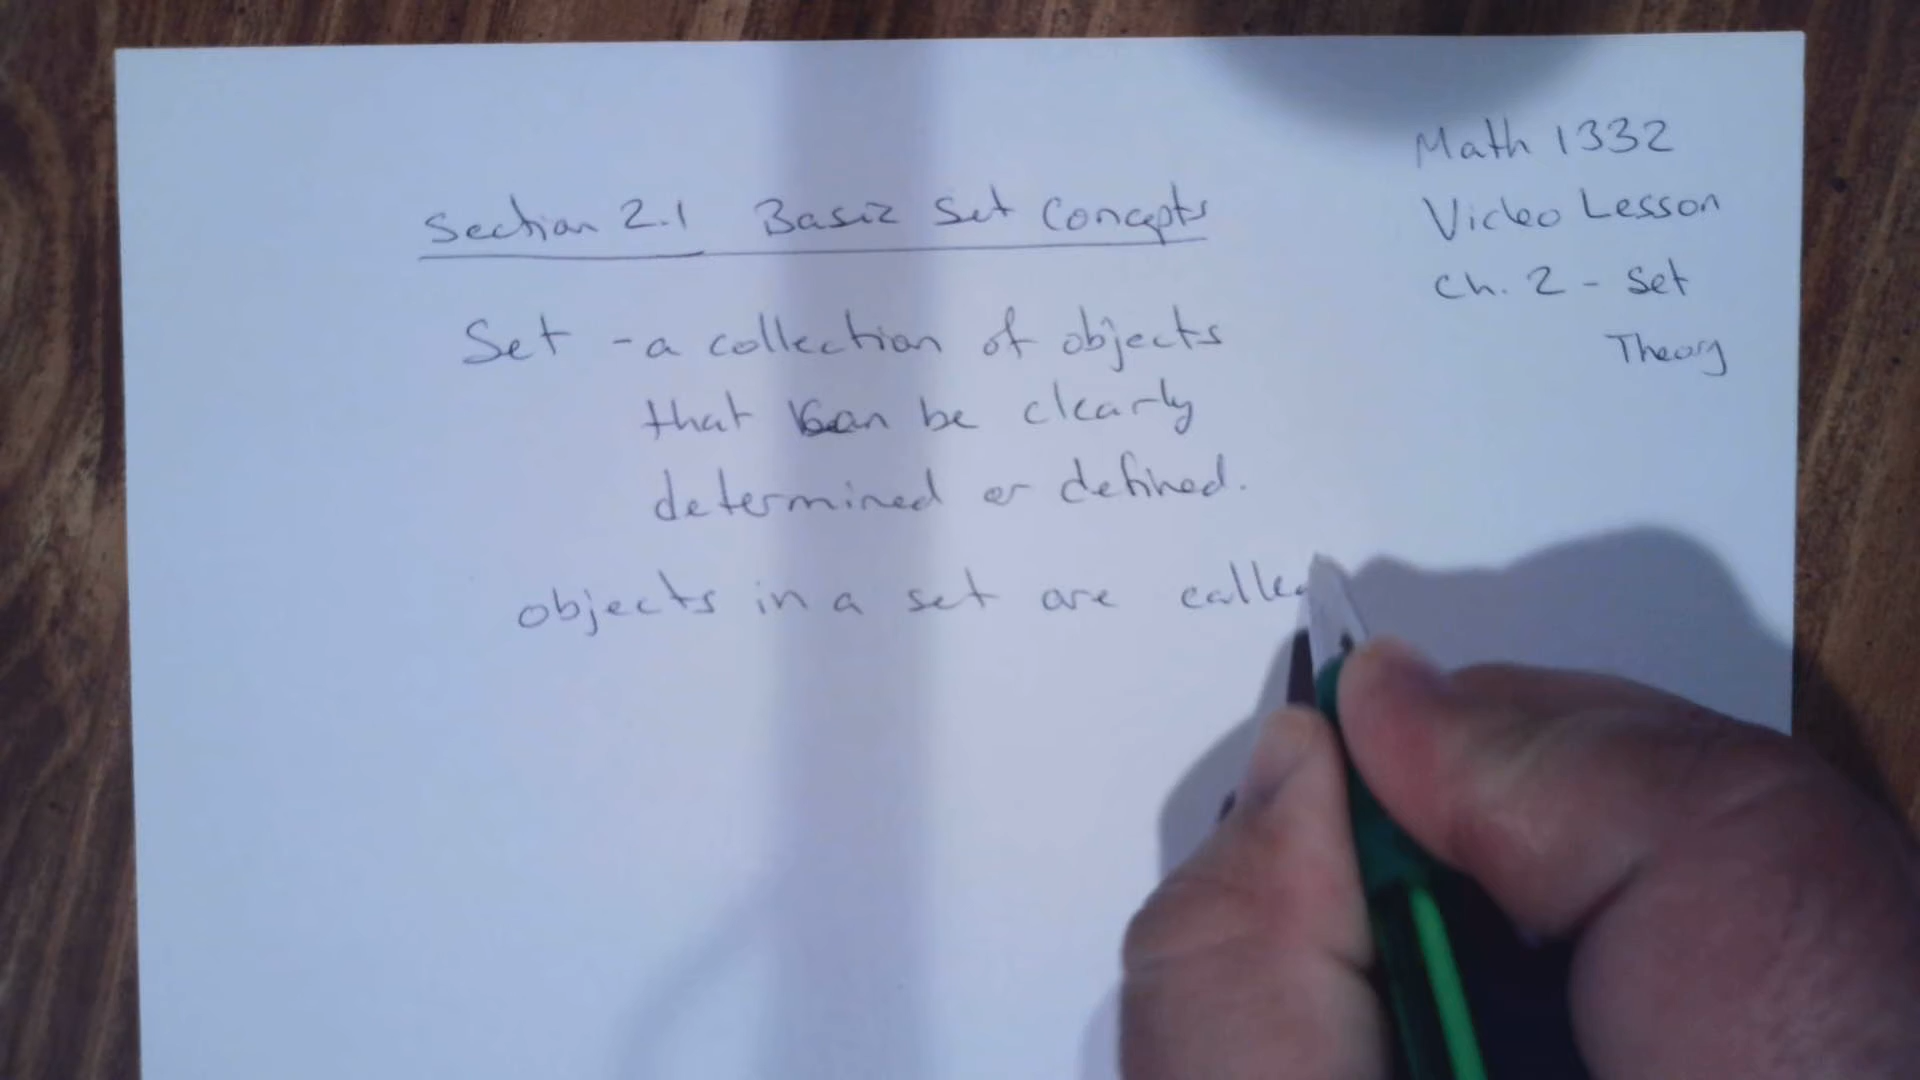 Math 1332
Video Lesson
Ch. 2 - Set
Theory
Section 2.1 Basic Set Concepts
Set - a collection of objects
that can be clearly
determined or defined.
objects in a set are calle